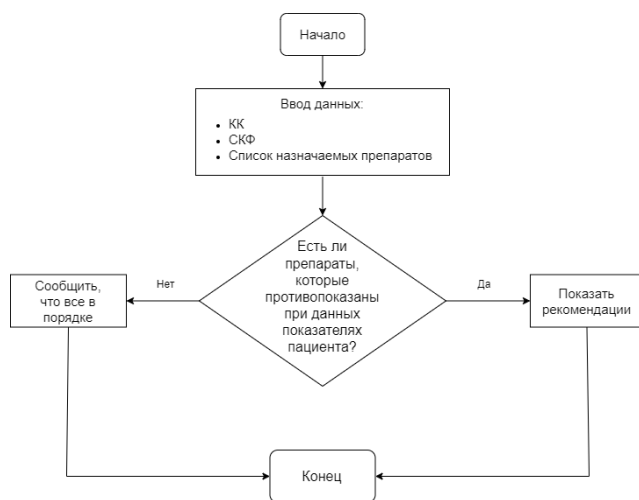 Начало
Ввод данных:
• КК
• СКФ
• Список назначаемых препаратов
Есть ли
препараты,
которые
противопоказаны
при данных
показателях
пациента?
Нет
Да
Сообщить,
что все в
порядке
Показать
рекомендации
Конец